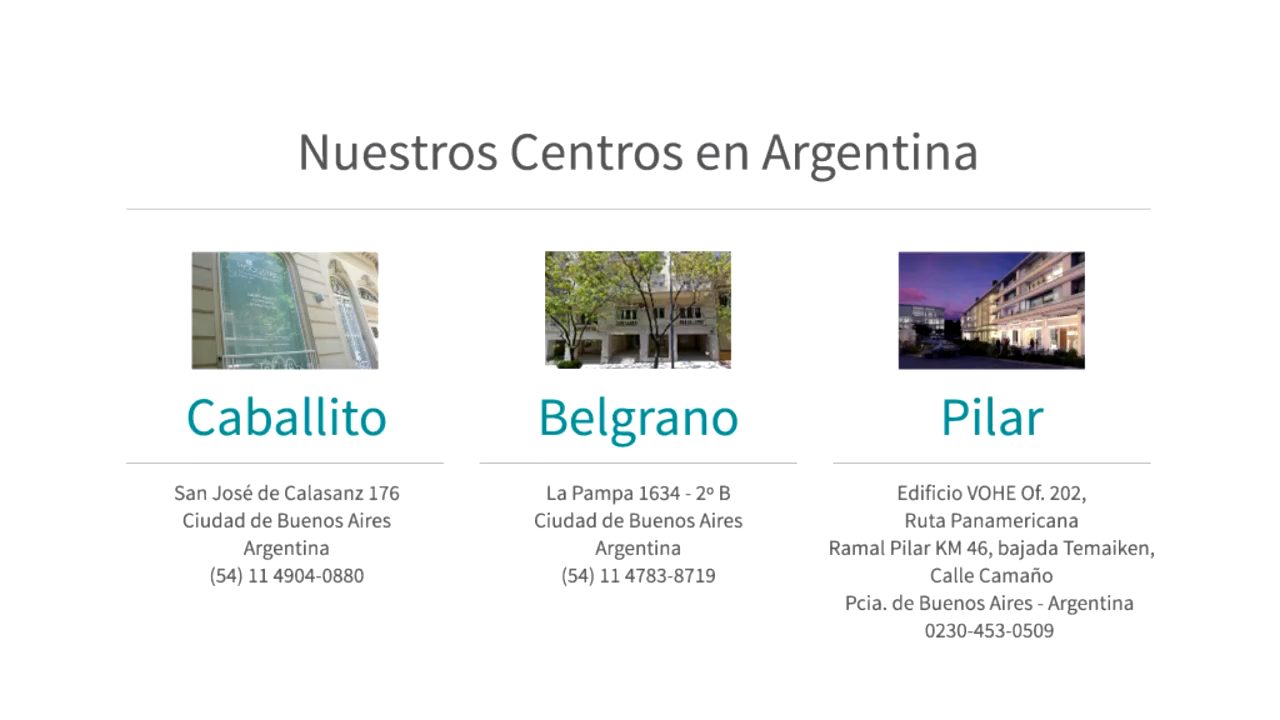 Nuestros Centros en Argentina
Caballito
San José de Calasanz 176
Ciudad de Buenos Aires
Argentina
(54) 11 4904-0880
Belgrano
La Pampa 1634 - 2º B
Ciudad de Buenos Aires
Argentina
(54) 11 4783-8719
Pilar
Edificio VOHE Of. 202,
Ruta Panamericana
Ramal Pilar KM 46, bajada Temaiken,
Calle Camaño
Pcia. de Buenos Aires - Argentina
0230-453-0509